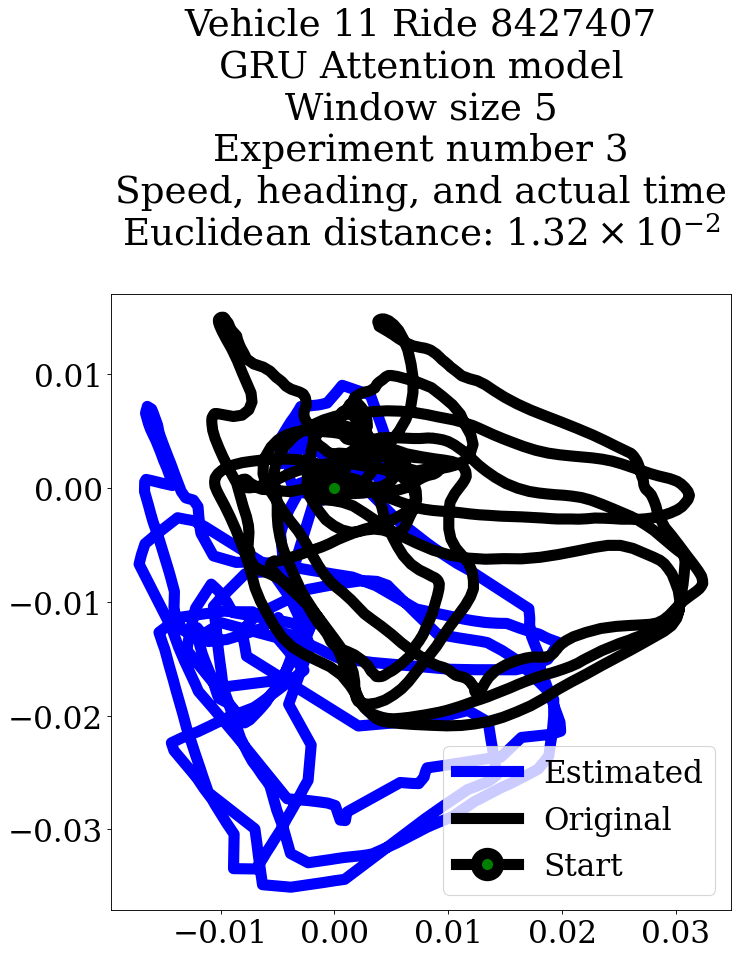 Vehicle 11 Ride 8427407
GRU Attention model
Window size 5
Experiment number 3
Speed, heading, and actual time
Euclidean distance: 1.32 × 10⁻²
0.01
0.00
−0.01
−0.02
−0.03
Estimated
Original
Start
−0.01 0.00 0.01 0.02 0.03